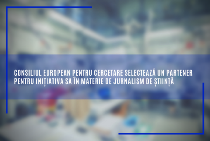 CONSILIUL EUROPEAN PENTRU CERCETARE SELECTEAZĂ UN PARTENER
PENTRU INIȚIATIVA SA ÎN MATERIE DE JURNALISM DE ȘTIINȚĂ